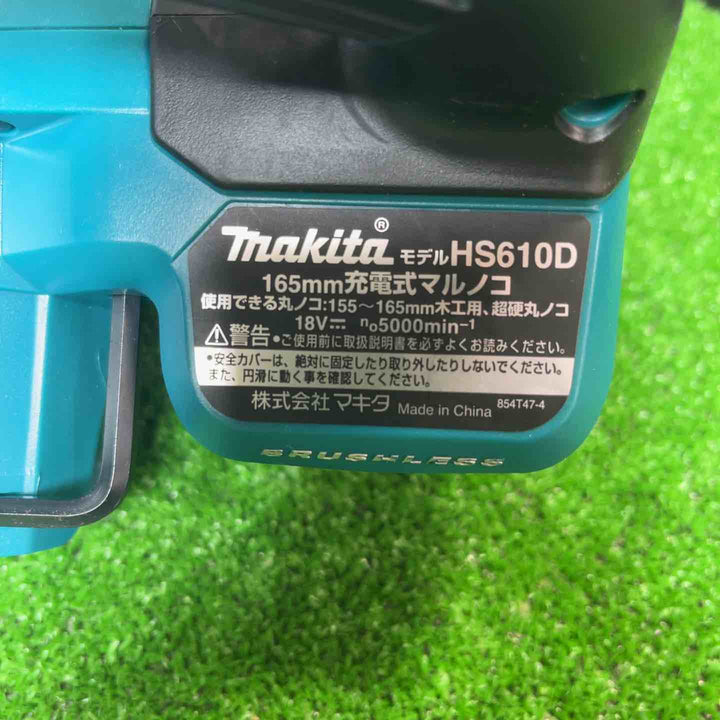 makita® モデルHS610D
165mm充電式マルノコ
使用できる丸ノコ:155～165mm木工用、超硬丸ノコ
18V⎓ n₀5000min⁻¹
⚠警告 •ご使用前に取扱説明書を必ずよくお読みください。
•安全カバーは、絶対に固定したり取り外したりしないでください。
また、円滑に動く事を確認してください。
株式会社マキタ Made in China 854T47-4
BRUSHLESS